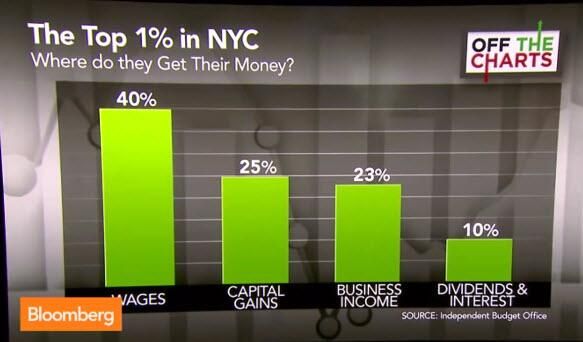 The Top 1% in NYC
Where do they Get Their Money?
OFF THE
CHARTS
40%
25%
23%
10%
WAGES
CAPITAL
GAINS
BUSINESS
INCOME
DIVIDENDS &
INTEREST
SOURCE: Independent Budget Office
Bloomberg